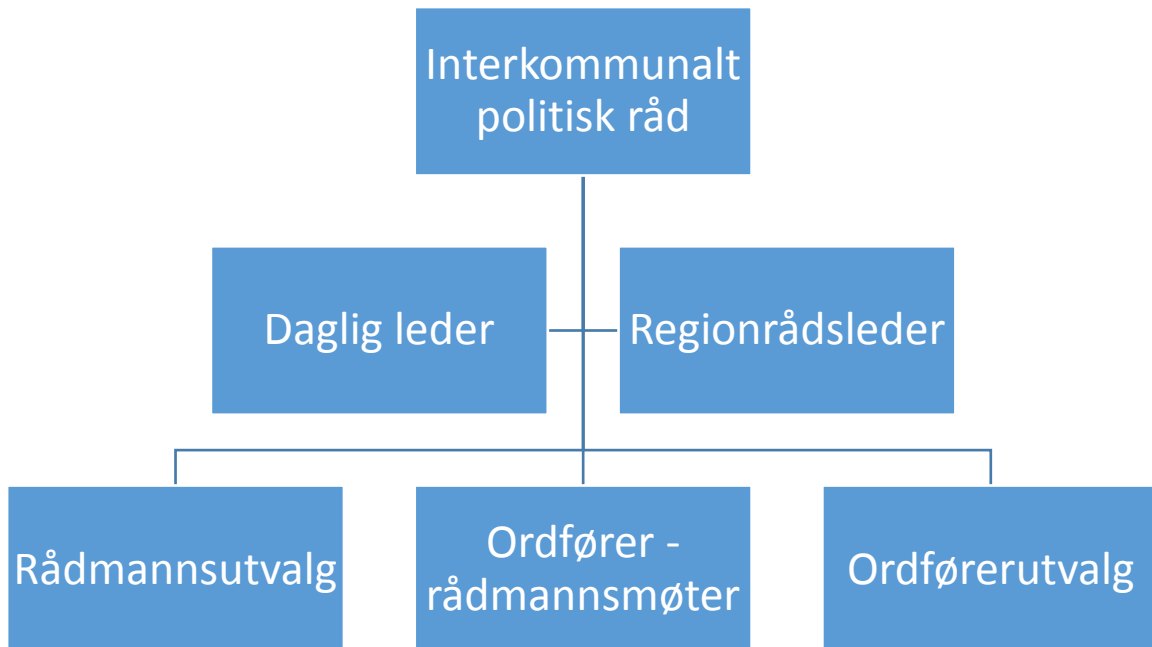 Interkommunalt
politisk råd
Daglig leder
Regionrådsleder
Rådmannsutvalg
Ordfører -
rådmannsmøter
Ordførerutvalg